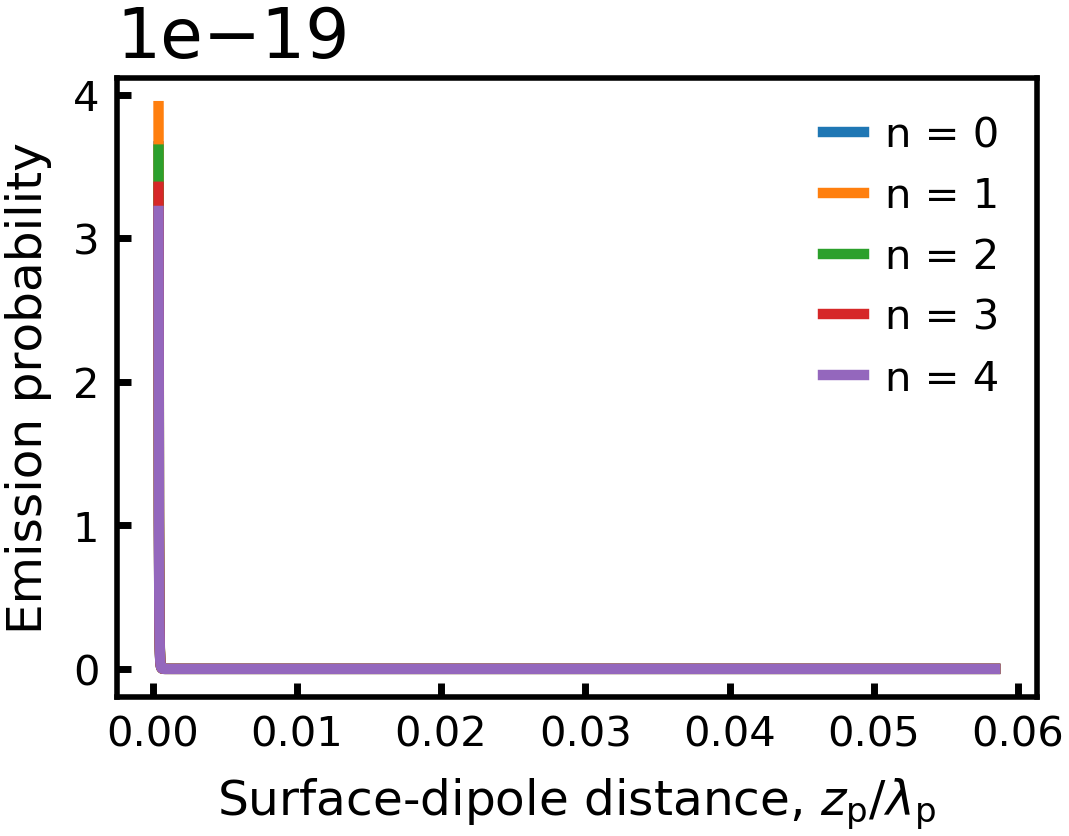 1e−19
Emission probability
4
3
2
1
0
n = 0
n = 1
n = 2
n = 3
n = 4
0.00 0.01 0.02 0.03 0.04 0.05 0.06
Surface-dipole distance, zp/λp